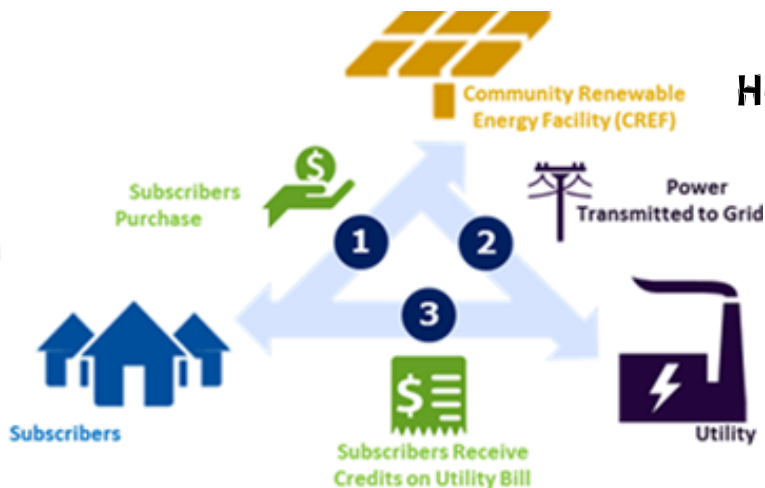 Community Renewable
Energy Facility (CREF)
H
$
Subscribers
Purchase
Power
Transmitted to Grid
1
2
3
$
Subscribers
Utility
Subscribers Receive
Credits on Utility Bill